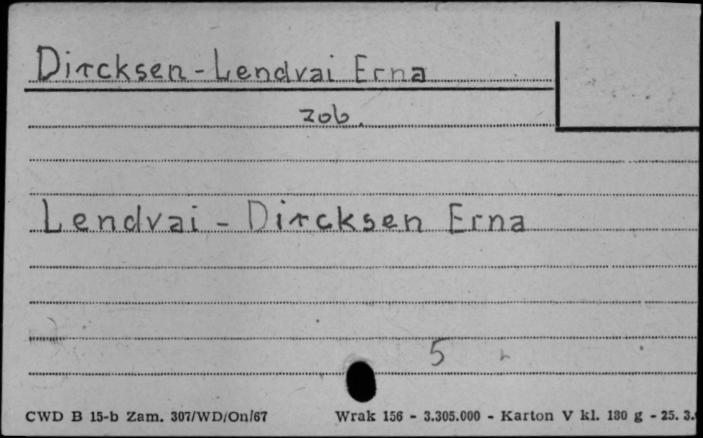 Dircksen-Lendvai Erna
zob.
Lendvai - Dircksen Erna
5
CWD B 15-b Zam. 307/WD/On/67 Wrak 156 - 3.305.000 - Karton V kl. 180 g - 25. 3.